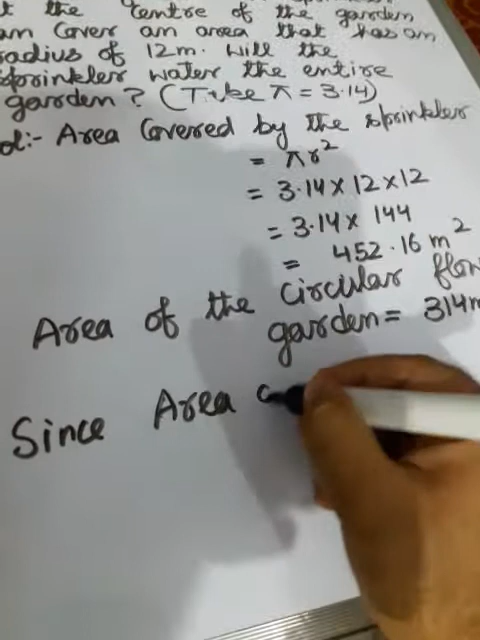 the centre of the garden
Cover an area that has an
radius of 12m. Will the
sprinkler water the entire
garden? (Take π = 3.14)
:- Area Covered by the sprinkler
= πr²
= 3.14 × 12 × 12
= 3.14 × 144
= 452.16 m²
Area of the circular
garden = 314
Since Area